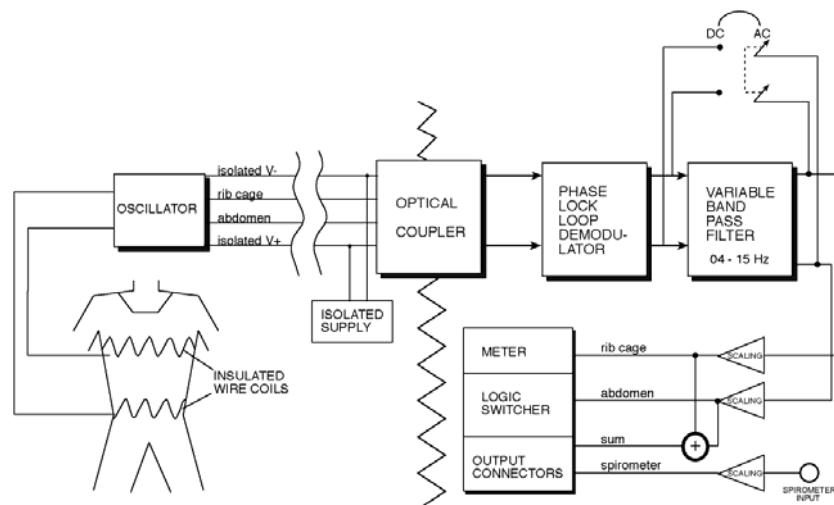 DC AC
isolated V-
rib cage
abdomen
isolated V+
OSCILLATOR
OPTICAL
COUPLER
PHASE
LOCK
LOOP
DEMODU-
LATOR
VARIABLE
BAND
PASS
FILTER
04 - 15 Hz
ISOLATED
SUPPLY
INSULATED
WIRE COILS
METER
LOGIC
SWITCHER
OUTPUT
CONNECTORS
rib cage
SCALING
abdomen
SCALING
sum
+
spirometer
SCALING
SPIROMETER
INPUT